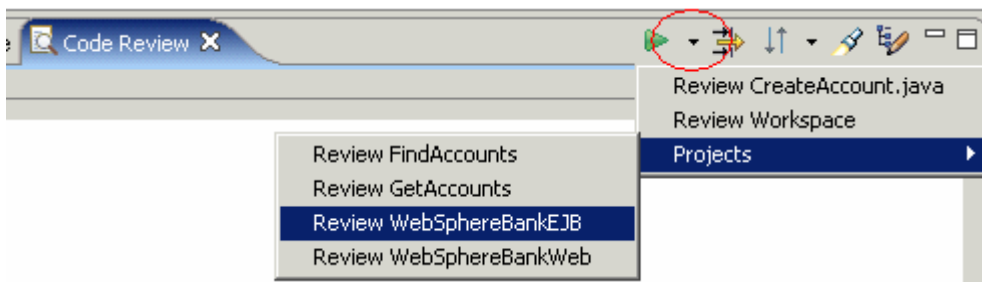 Code Review
Review CreateAccount.java
Review Workspace
Projects
Review FindAccounts
Review GetAccounts
Review WebSphereBankEJB
Review WebSphereBankWeb